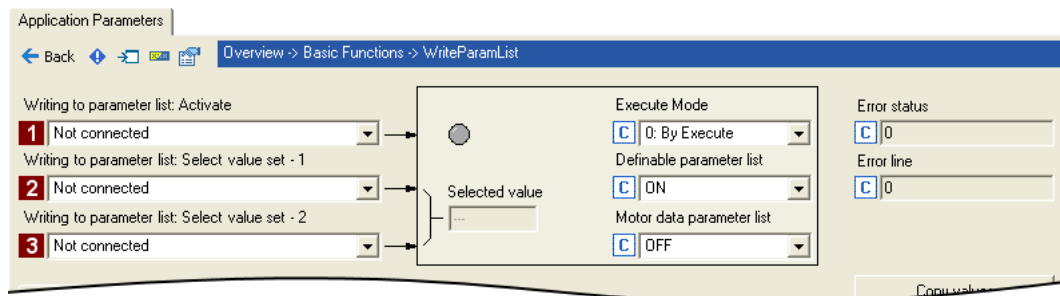 Application Parameters
Back Overview -> Basic Functions -> WriteParamList
Writing to parameter list: Activate Execute Mode Error status
1 Not connected C 0: By Execute C 0
Writing to parameter list: Select value set - 1 Definable parameter list Error line
2 Not connected Selected value C ON C 0
Writing to parameter list: Select value set - 2 --- Motor data parameter list
3 Not connected C OFF
Copy